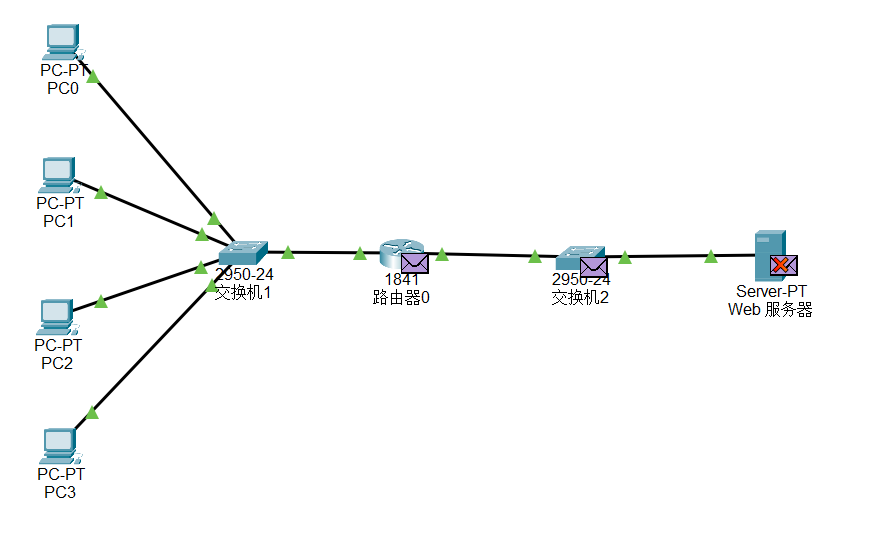 PC-PT
PC0
PC-PT
PC1
2950-24
交换机1
1841
路由器0
2950-24
交换机2
Server-PT
Web 服务器
PC-PT
PC2
PC-PT
PC3